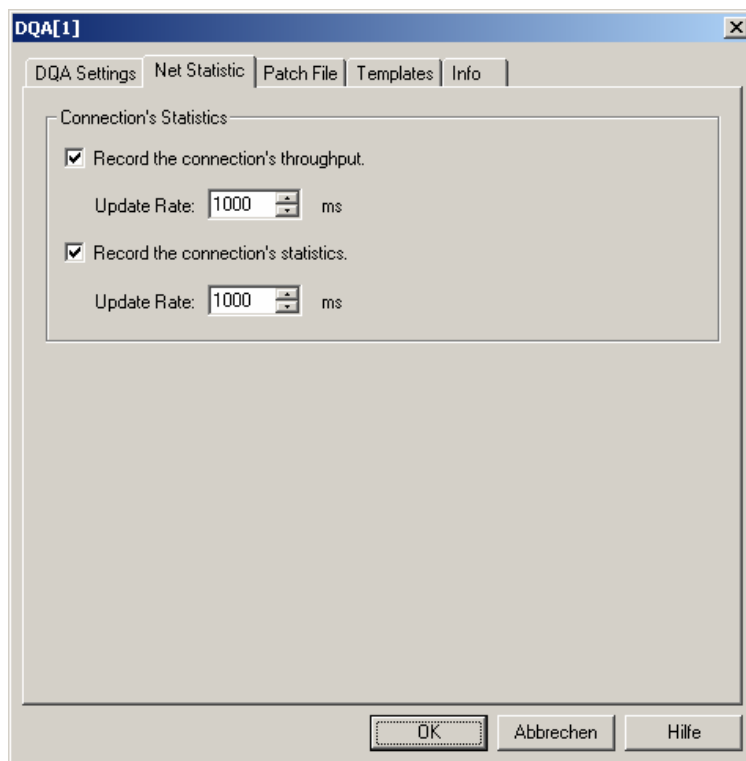 DQA[1]
DQA Settings Net Statistic Patch File Templates Info
Connection's Statistics
Record the connection's throughput.
Update Rate: 1000 ms
Record the connection's statistics.
Update Rate: 1000 ms
OK Abbrechen Hilfe